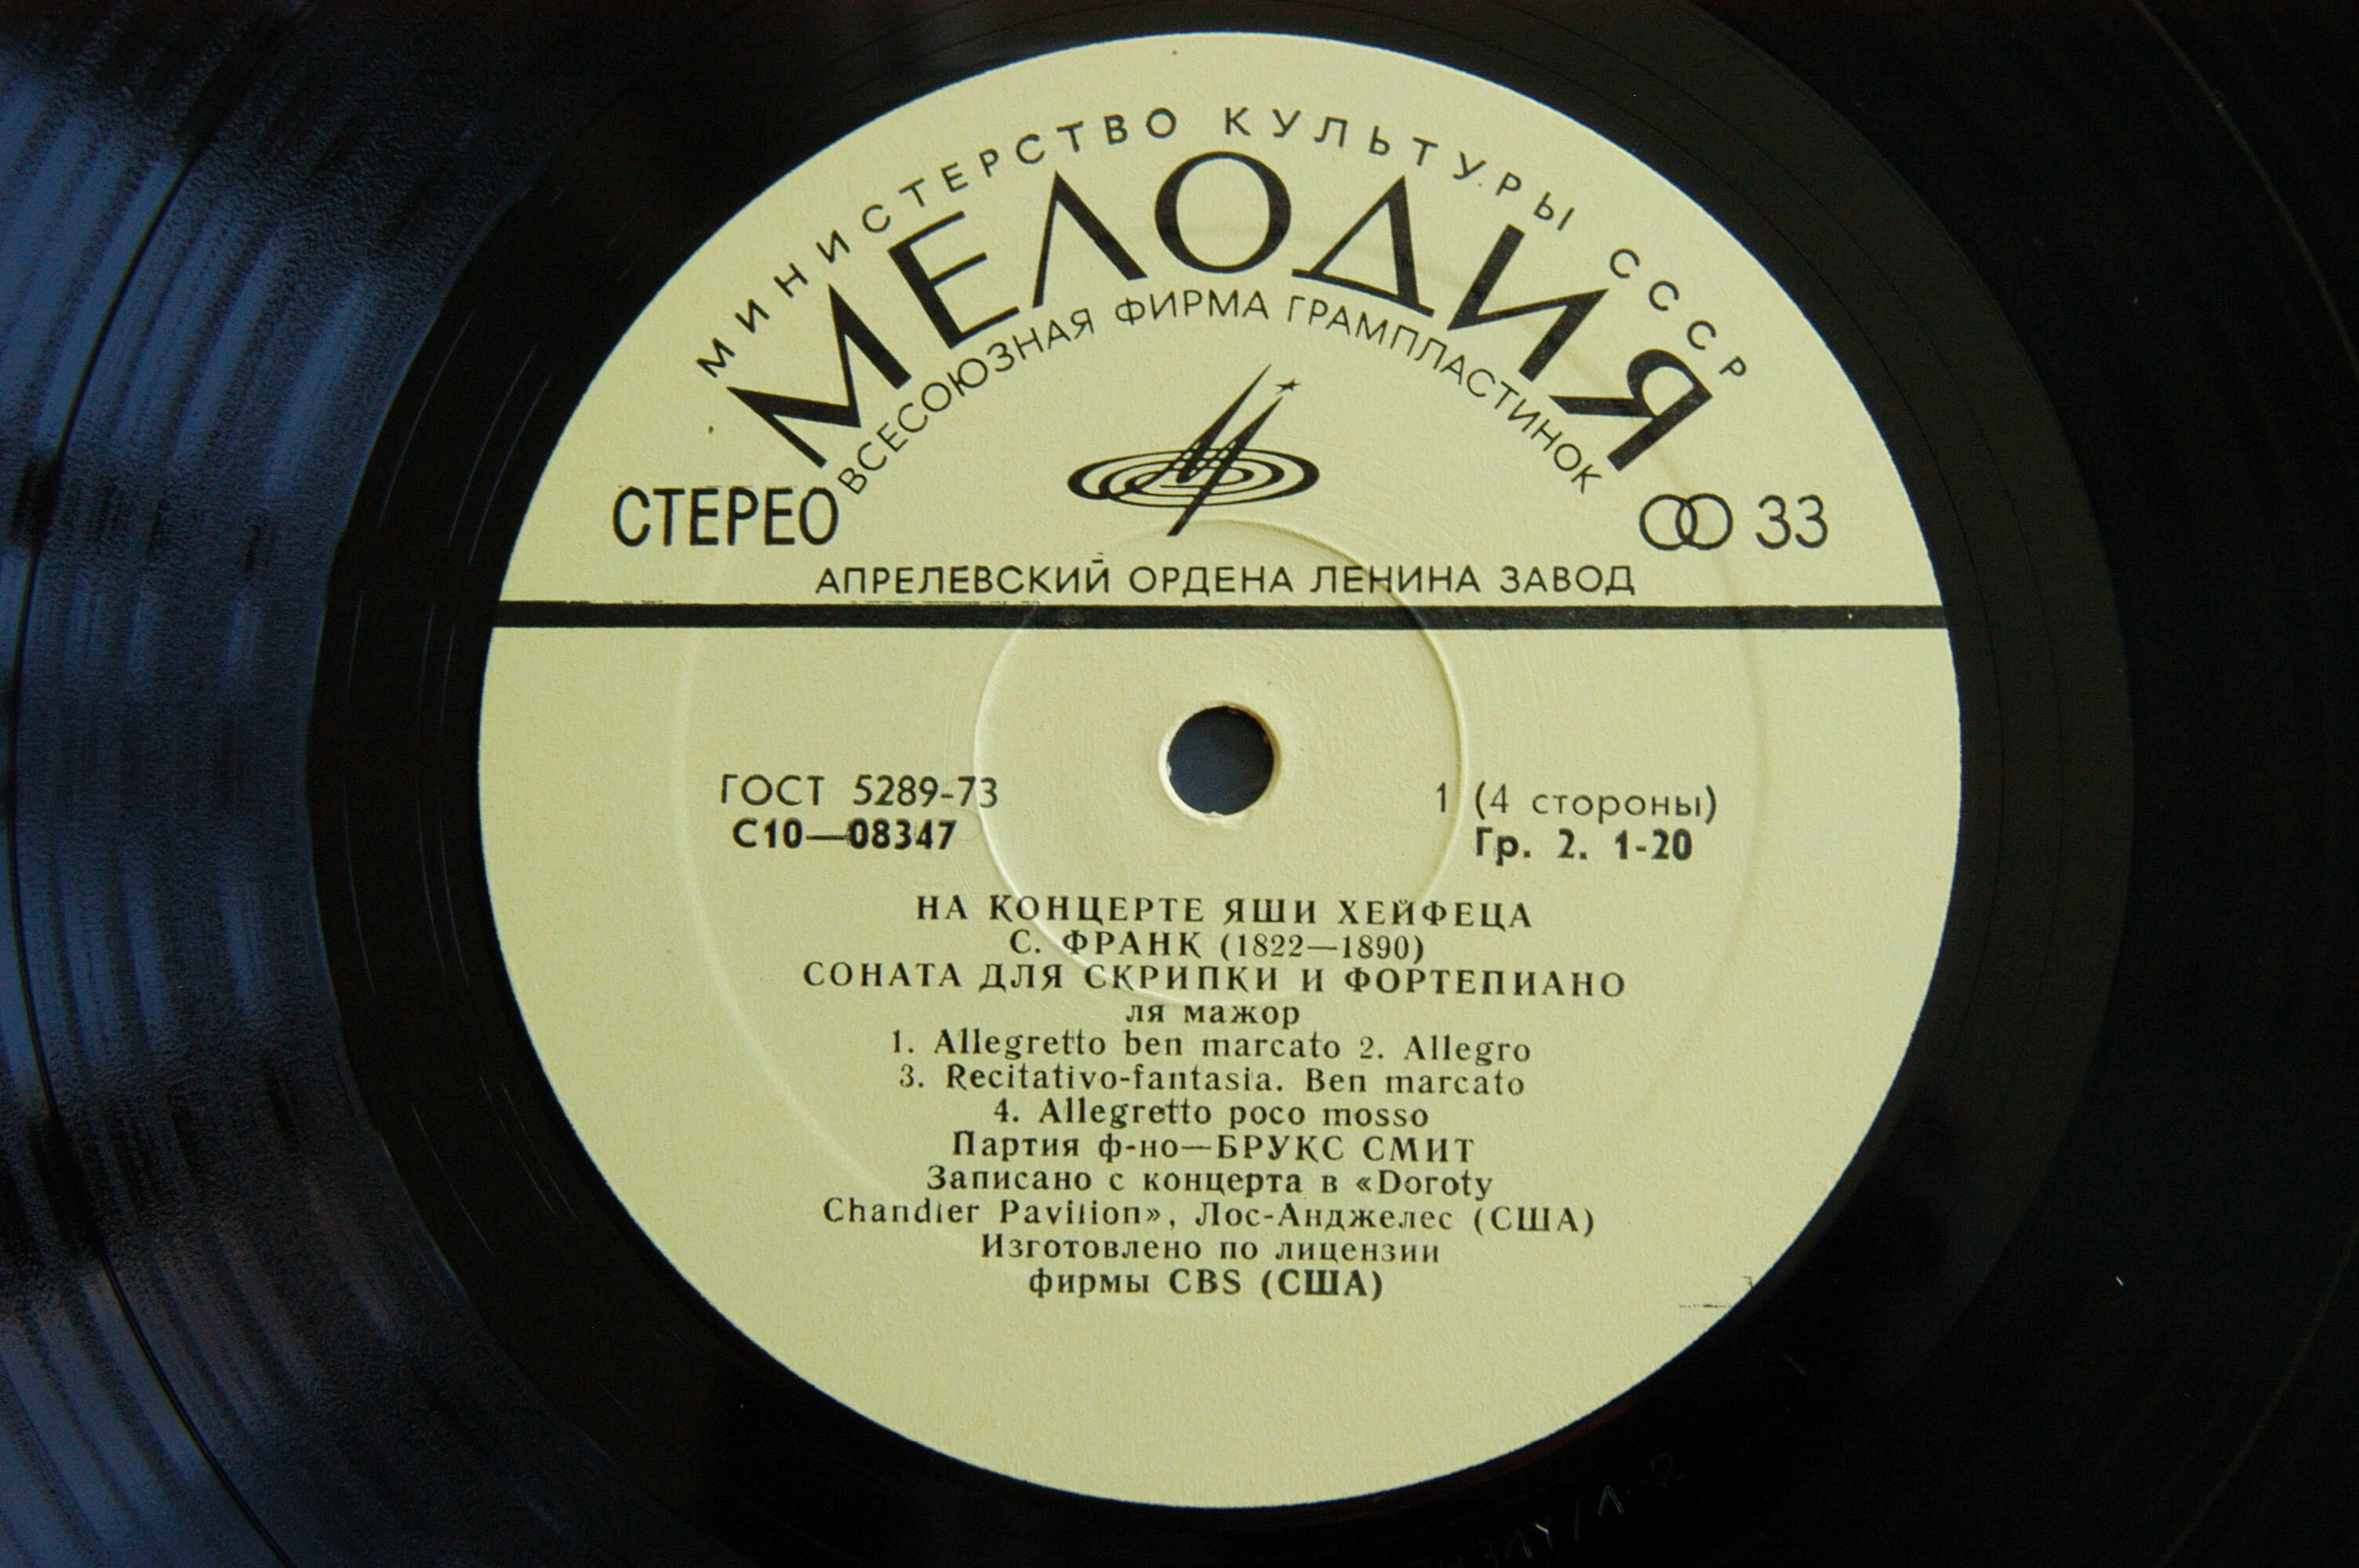 МИНИСТЕРСТВО КУЛЬТУРЫ СССР
МЕЛОДИЯ
ВСЕСОЮЗНАЯ ФИРМА ГРАМПЛАСТИНОК
СТЕРЕО
33
АПРЕЛЕВСКИЙ ОРДЕНА ЛЕНИНА ЗАВОД
ГОСТ 5289-73
С10—08347
1 (4 стороны)
Гр. 2. 1-20
НА КОНЦЕРТЕ ЯШИ ХЕЙФЕЦА
С. ФРАНК (1822—1890)
СОНАТА ДЛЯ СКРИПКИ И ФОРТЕПИАНО
ля мажор
1. Allegretto ben marcato 2. Allegro
3. Recitativo-fantasia. Ben marcato
4. Allegretto poco mosso
Партия ф-но—БРУКС СМИТ
Записано с концерта в «Doroty
Chandler Pavilion», Лос-Анджелес (США)
Изготовлено по лицензии
фирмы CBS (США)